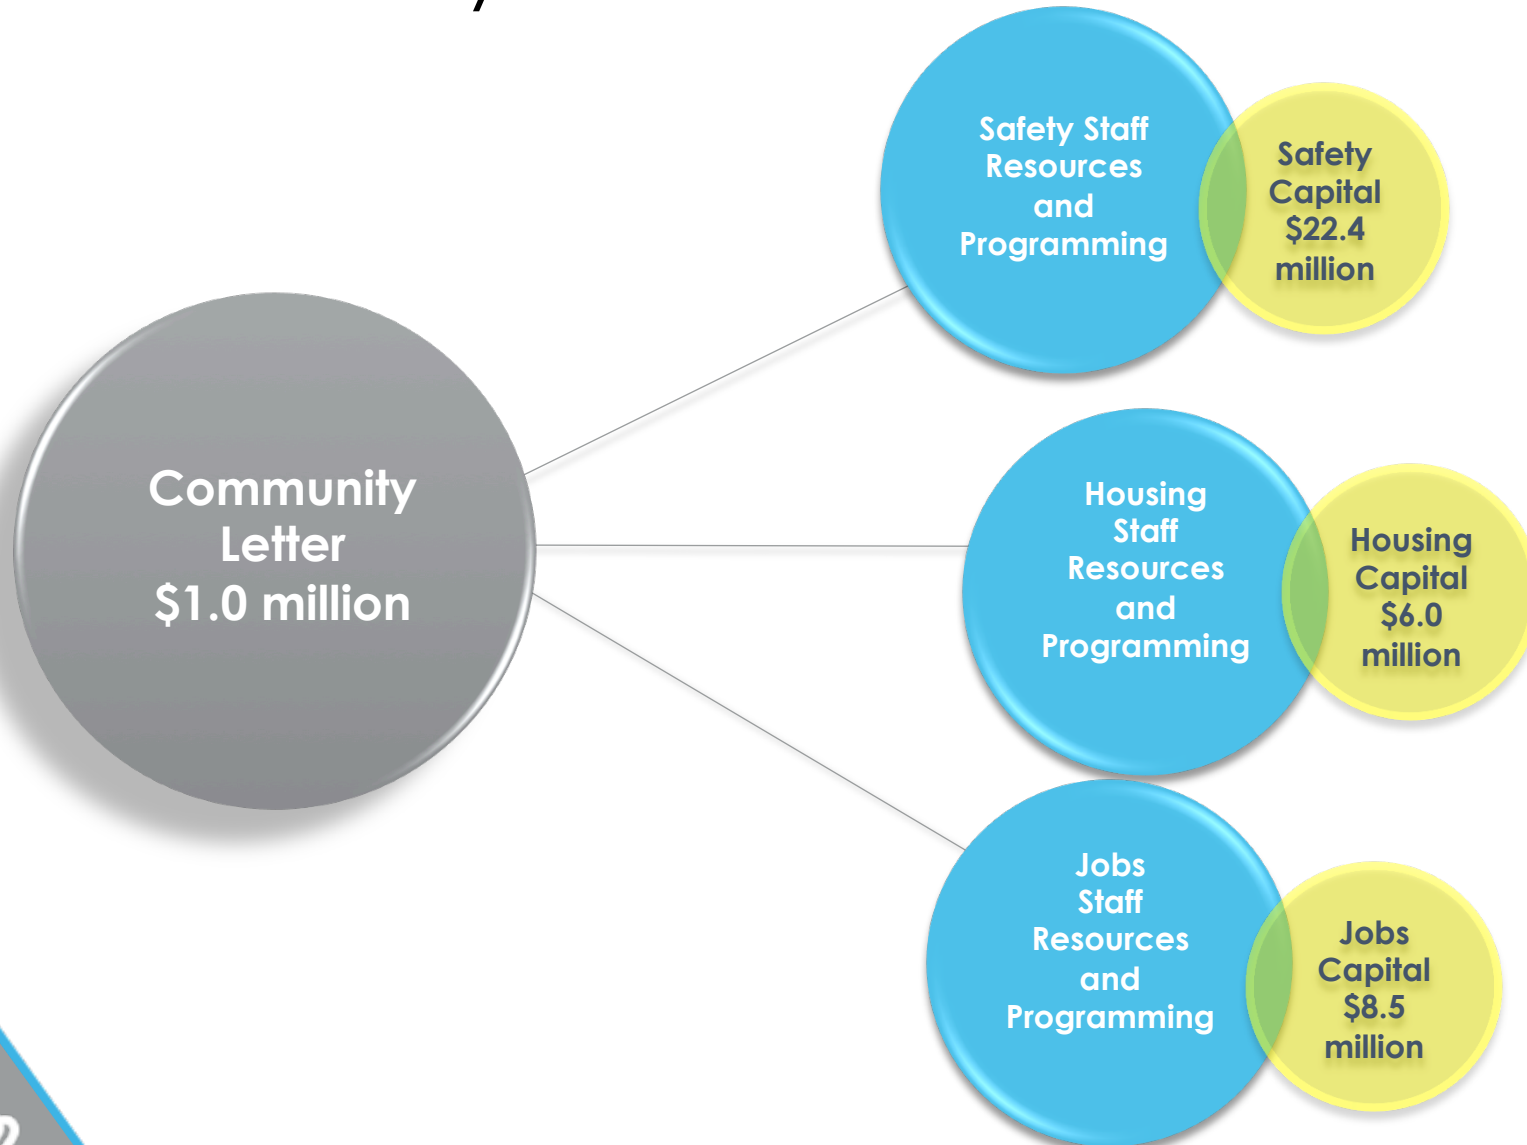 Community
Letter
$1.0 million
Safety Staff
Resources
and
Programming
Safety
Capital
$22.4
million
Housing
Staff
Resources
and
Programming
Housing
Capital
$6.0
million
Jobs
Staff
Resources
and
Programming
Jobs
Capital
$8.5
million